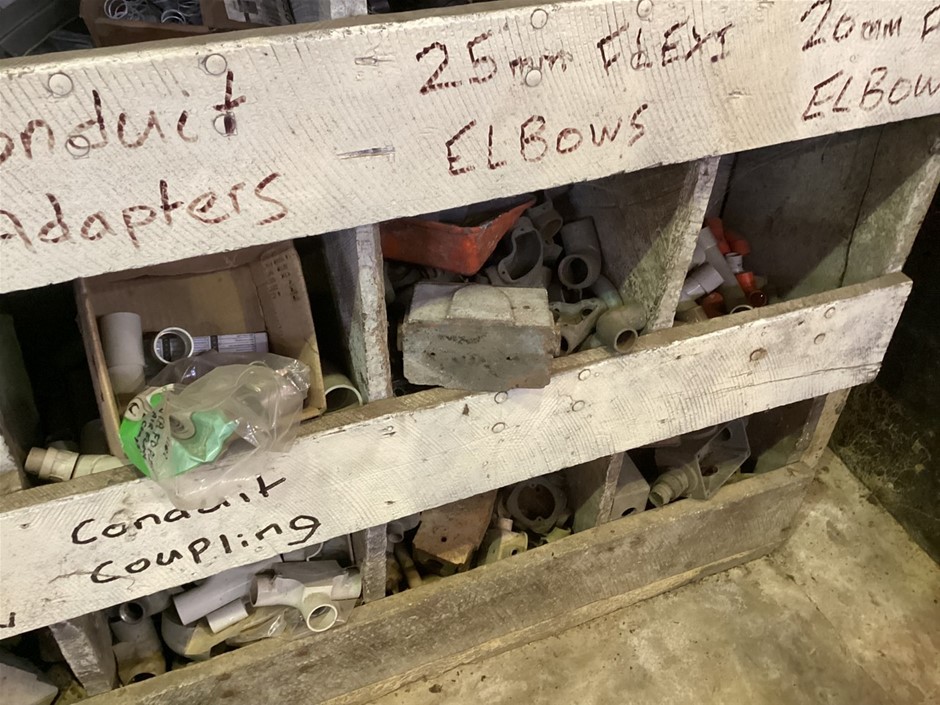 onduit
Adapters
25mm FLEXI
ELBOWS
20mm F
ELBOW
Conduit
Coupling